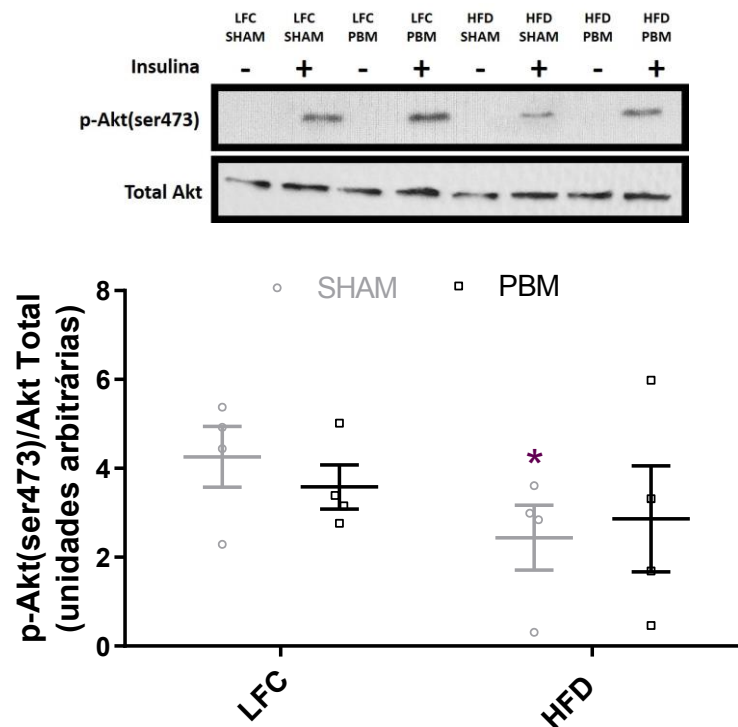 LFC LFC LFC LFC HFD HFD HFD HFD
SHAM SHAM PBM PBM SHAM SHAM PBM PBM
Insulina - + - + - + - +
p-Akt(ser473)
Total Akt
p-Akt(ser473)/Akt Total
(unidades arbitrárias)
8
6
4
2
0
SHAM PBM
*
LFC HFD